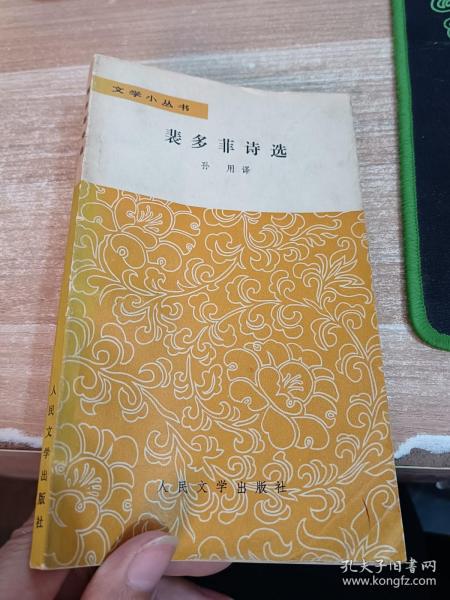 文学小丛书
裴多菲诗选
孙用译
人民文学出版社
人民文学出版社
孔夫子旧书网
www.kongfz.com